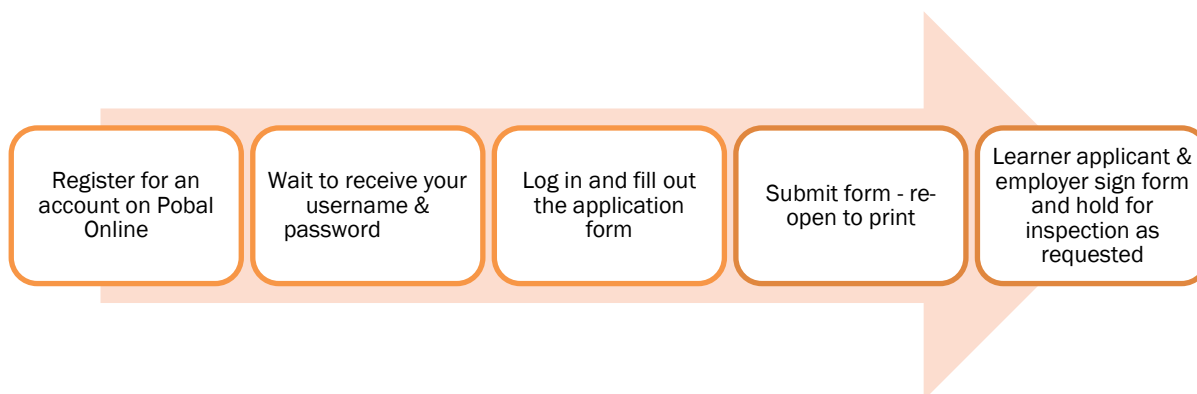 Register for an
account on Pobal
Online
Wait to receive your
username &
password
Log in and fill out
the application
form
Submit form - re-
open to print
Learner applicant &
employer sign form
and hold for
inspection as
requested